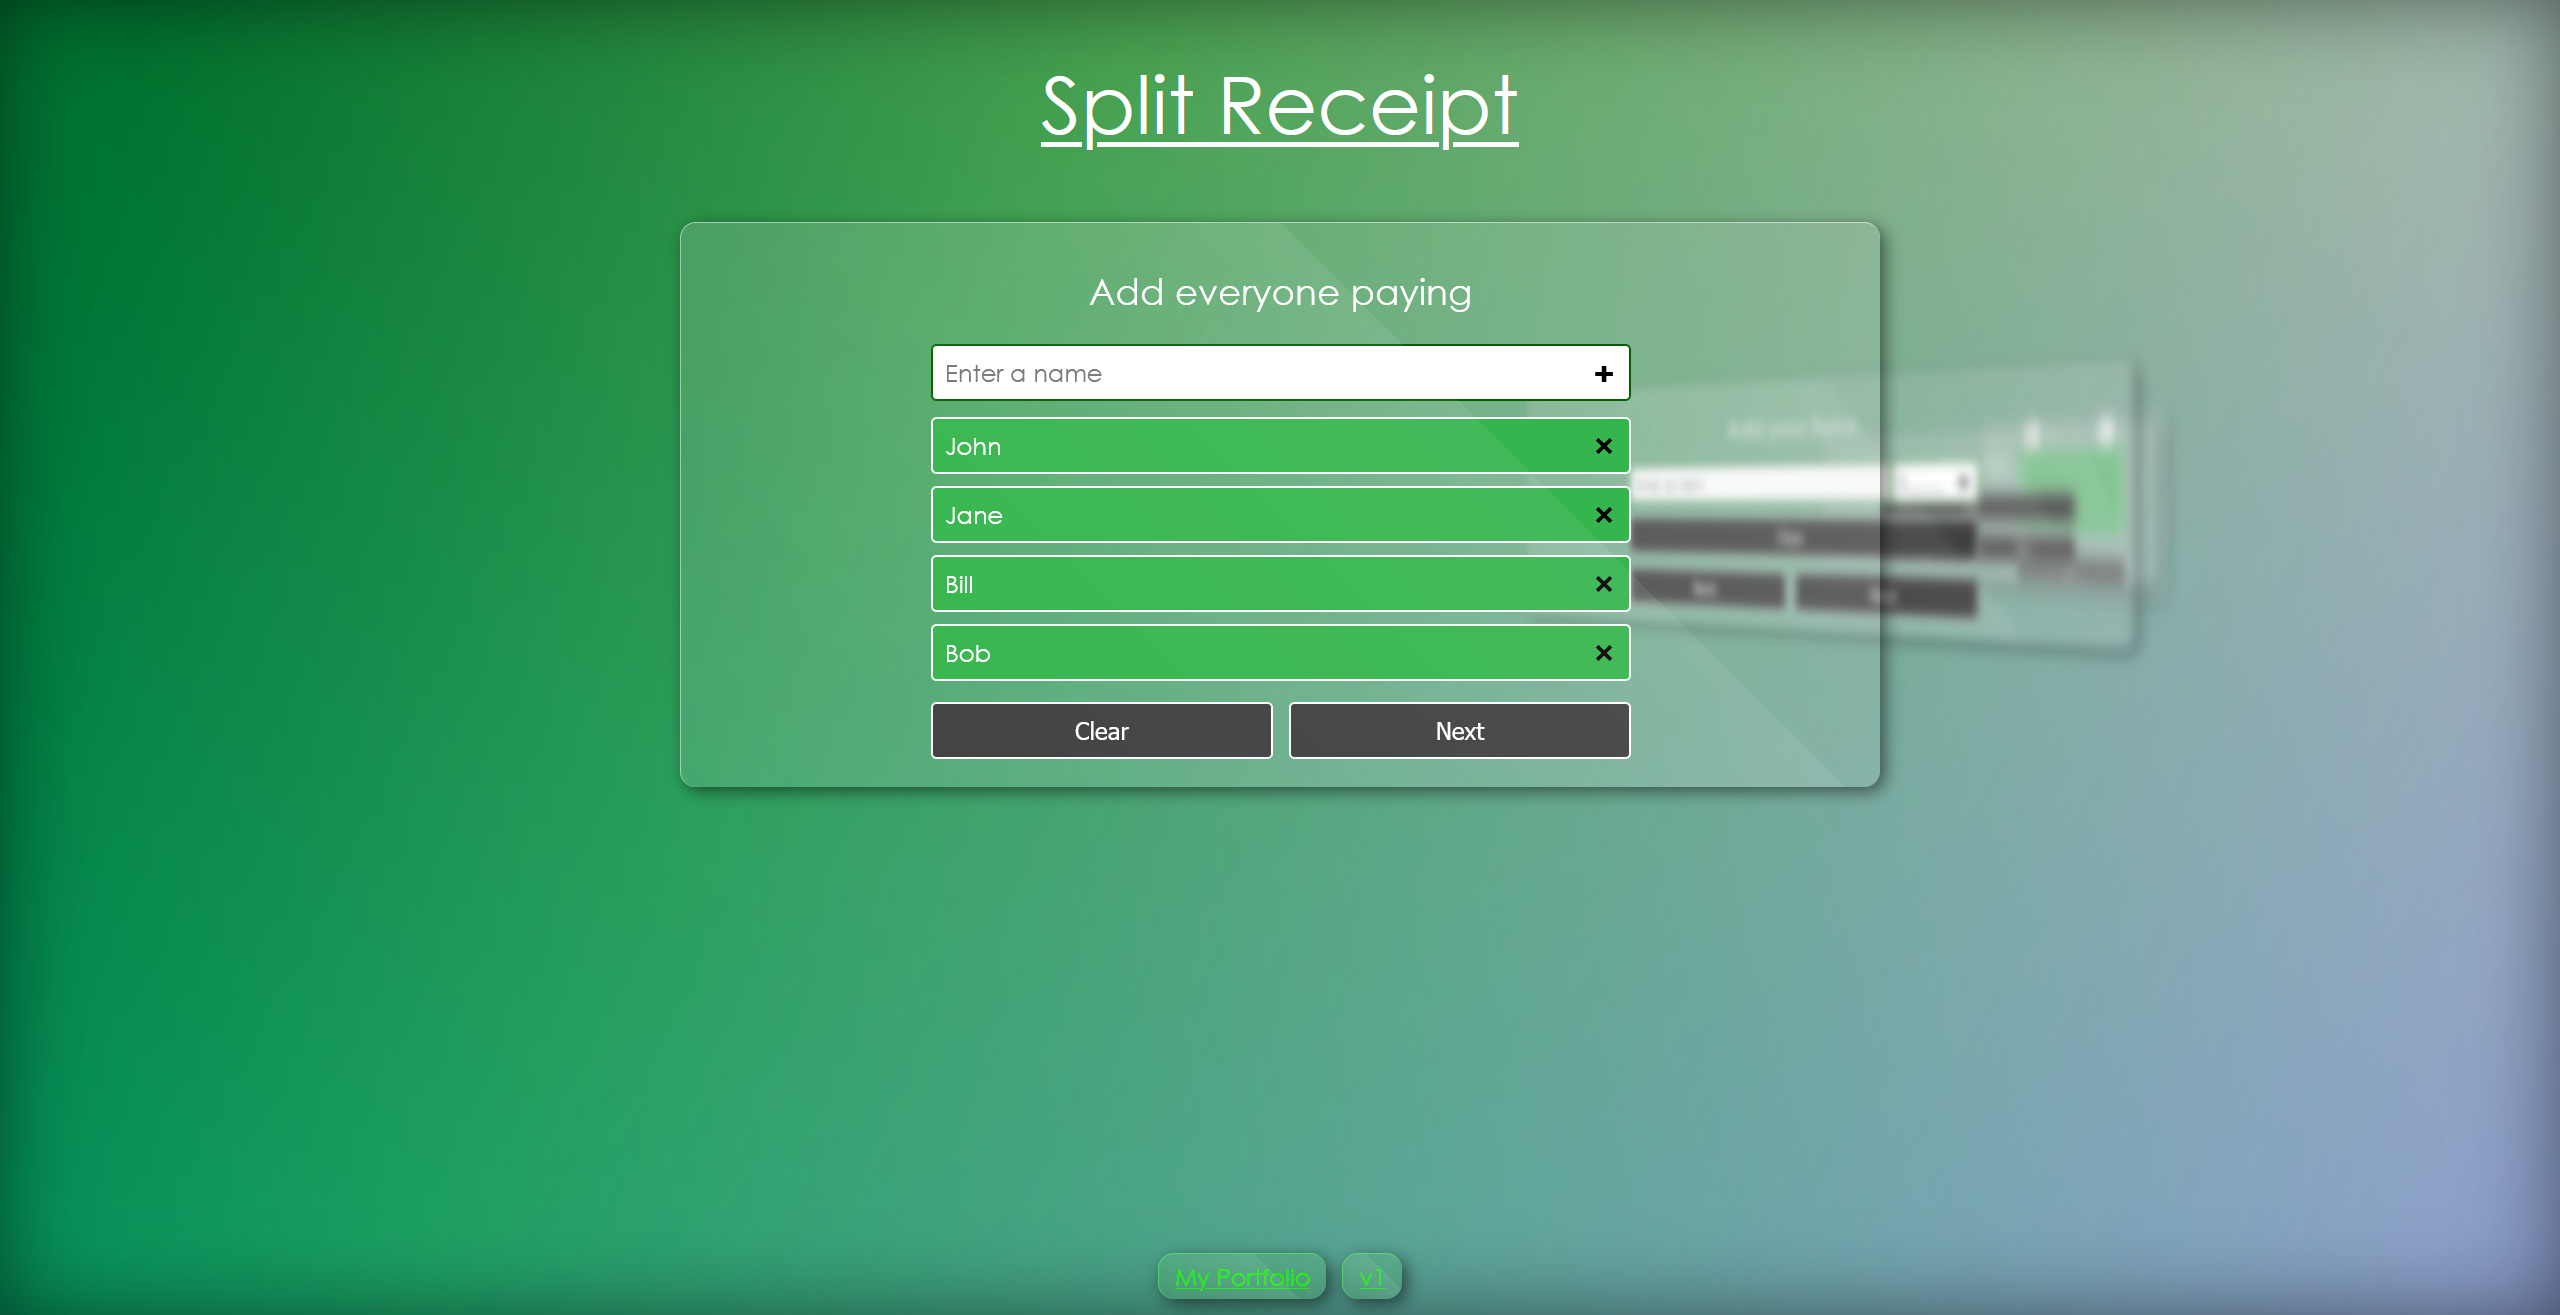 Split Receipt
Add everyone paying
Enter a name
John
Jane
Bill
Bob
Clear
Next
My Portfolio
v1